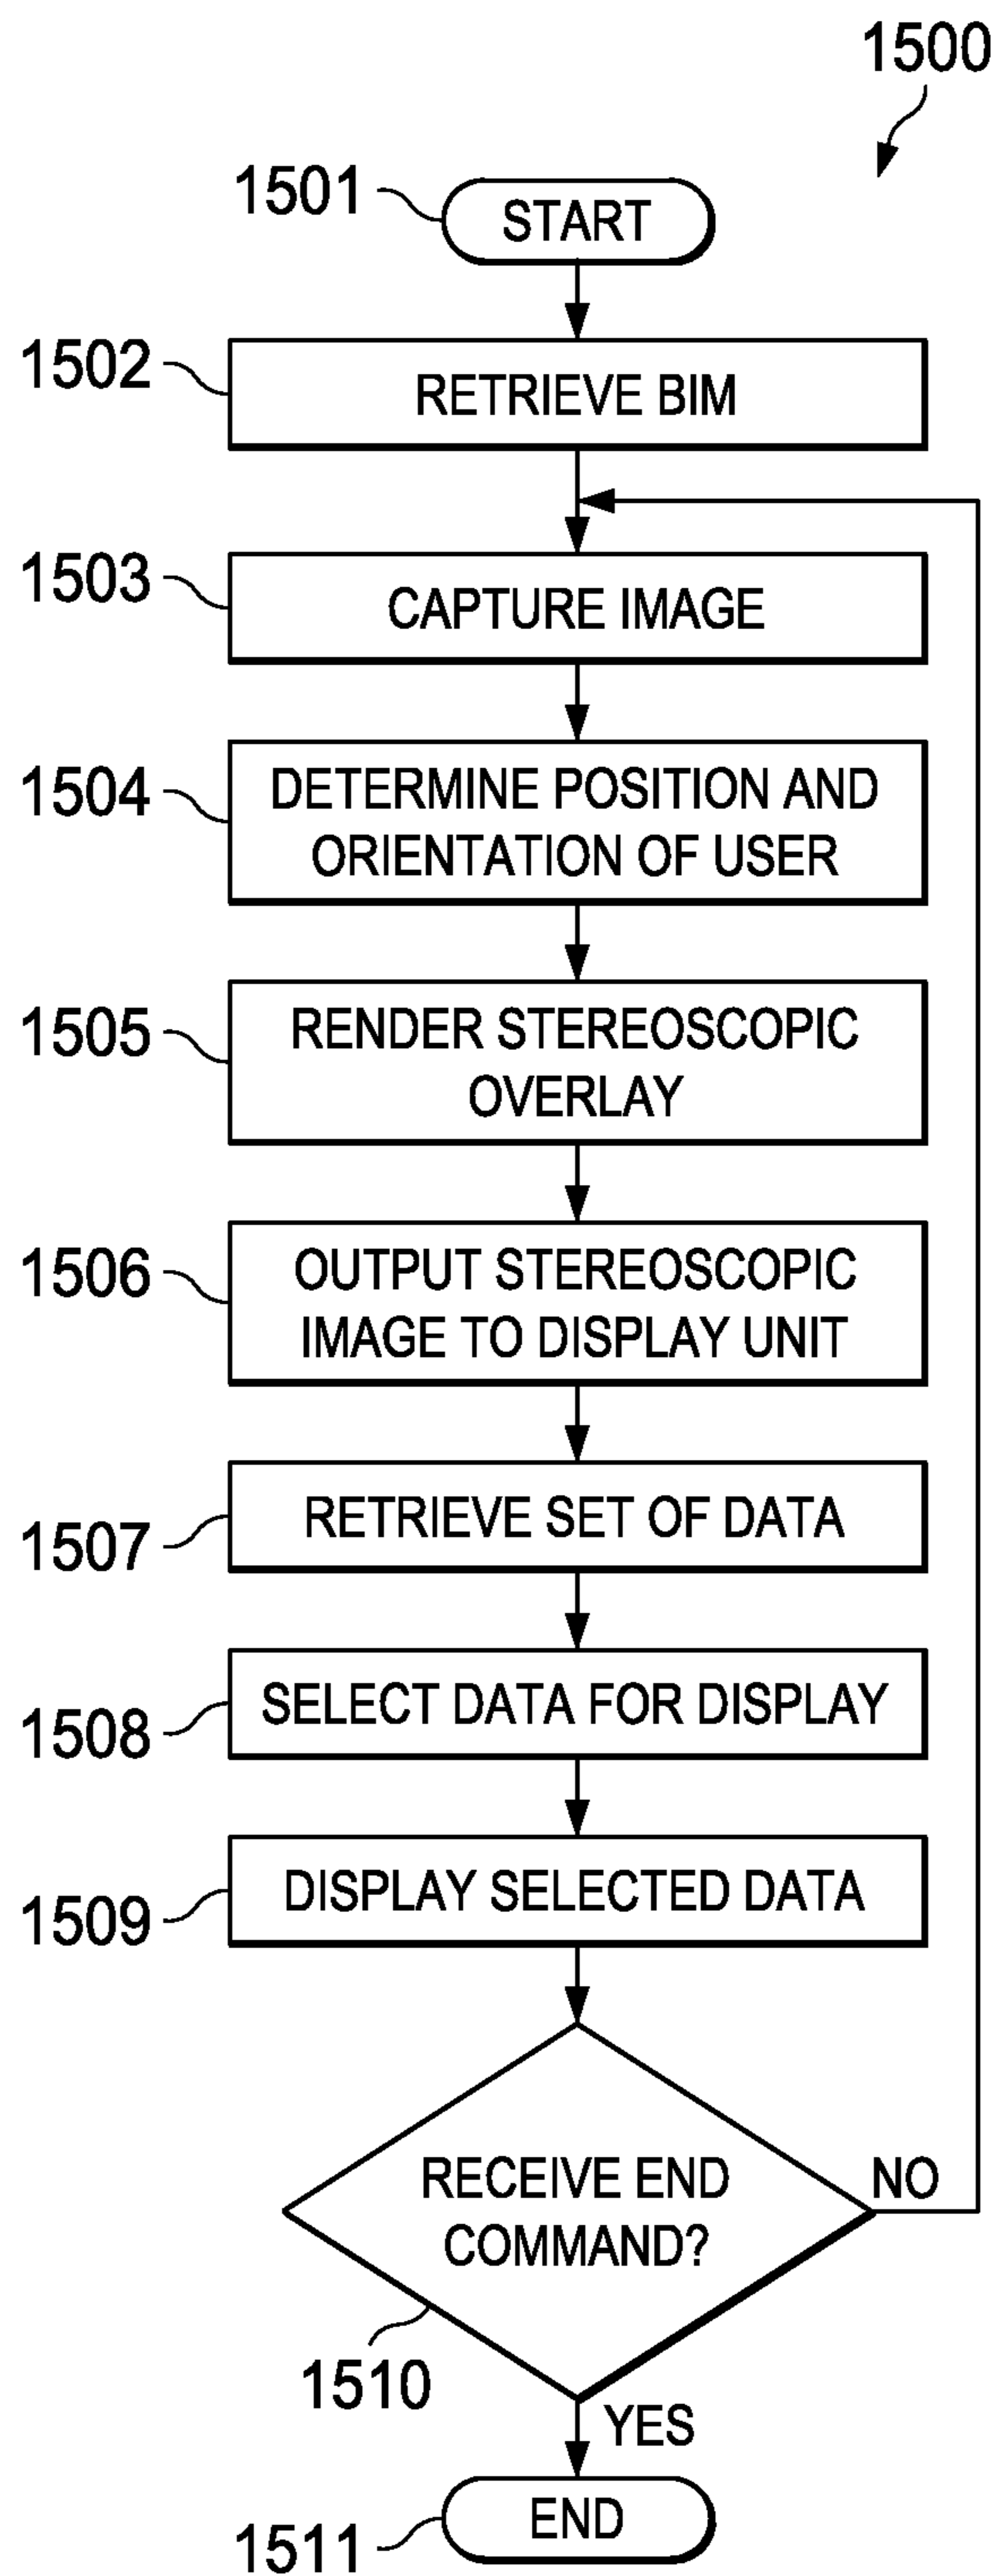 1500
1501
START
1502
RETRIEVE BIM
1503
CAPTURE IMAGE
1504
DETERMINE POSITION AND
ORIENTATION OF USER
1505
RENDER STEREOSCOPIC
OVERLAY
1506
OUTPUT STEREOSCOPIC
IMAGE TO DISPLAY UNIT
1507
RETRIEVE SET OF DATA
1508
SELECT DATA FOR DISPLAY
1509
DISPLAY SELECTED DATA
RECEIVE END
COMMAND?
NO
1510
YES
END
1511